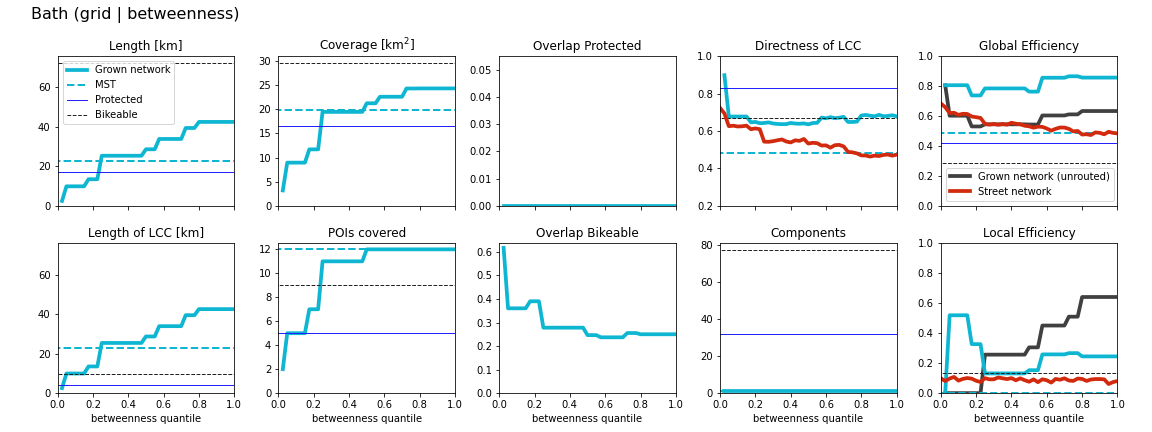 Bath (grid | betweenness)
Length [km]
Coverage [km²]
Overlap Protected
Directness of LCC
Global Efficiency
Grown network
MST
Protected
Bikeable
60
40
20
0
30
25
20
15
10
5
0
0.05
0.04
0.03
0.02
0.01
0.00
1.0
0.8
0.6
0.4
0.2
1.0
0.8
0.6
0.4
0.2
0.0
Grown network (unrouted)
Street network
Length of LCC [km]
POIs covered
Overlap Bikeable
Components
Local Efficiency
60
40
20
0
12
10
8
6
4
2
0
0.6
0.5
0.4
0.3
0.2
0.1
0.0
80
60
40
20
0
1.0
0.8
0.6
0.4
0.2
0.0
0.0 0.2 0.4 0.6 0.8 1.0
0.0 0.2 0.4 0.6 0.8 1.0
0.0 0.2 0.4 0.6 0.8 1.0
0.0 0.2 0.4 0.6 0.8 1.0
0.0 0.2 0.4 0.6 0.8 1.0
betweenness quantile
betweenness quantile
betweenness quantile
betweenness quantile
betweenness quantile